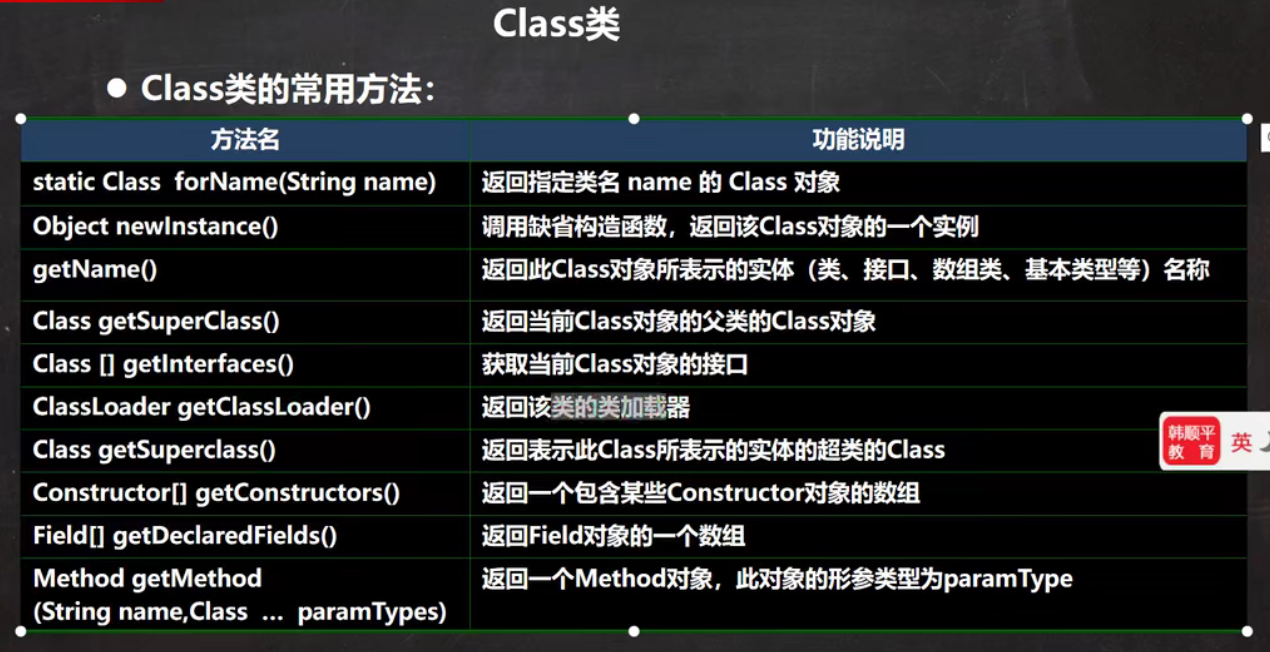 Class类
● Class类的常用方法：
方法名 功能说明
static Class forName(String name) 返回指定类名 name 的 Class 对象
Object newInstance() 调用缺省构造函数，返回该Class对象的一个实例
getName() 返回此Class对象所表示的实体（类、接口、数组类、基本类型等）名称
Class getSuperClass() 返回当前Class对象的父类的Class对象
Class [] getInterfaces() 获取当前Class对象的接口
ClassLoader getClassLoader() 返回该类的类加载器
Class getSuperclass() 返回表示此Class所表示的实体的超类的Class
Constructor[] getConstructors() 返回一个包含某些Constructor对象的数组
Field[] getDeclaredFields() 返回Field对象的一个数组
Method getMethod 返回一个Method对象，此对象的形参类型为paramType
(String name,Class … paramTypes)
韩顺平
教育
英